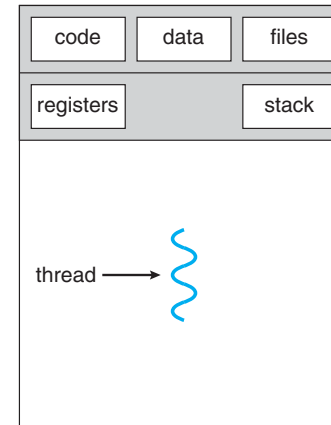 code data files
registers stack
thread